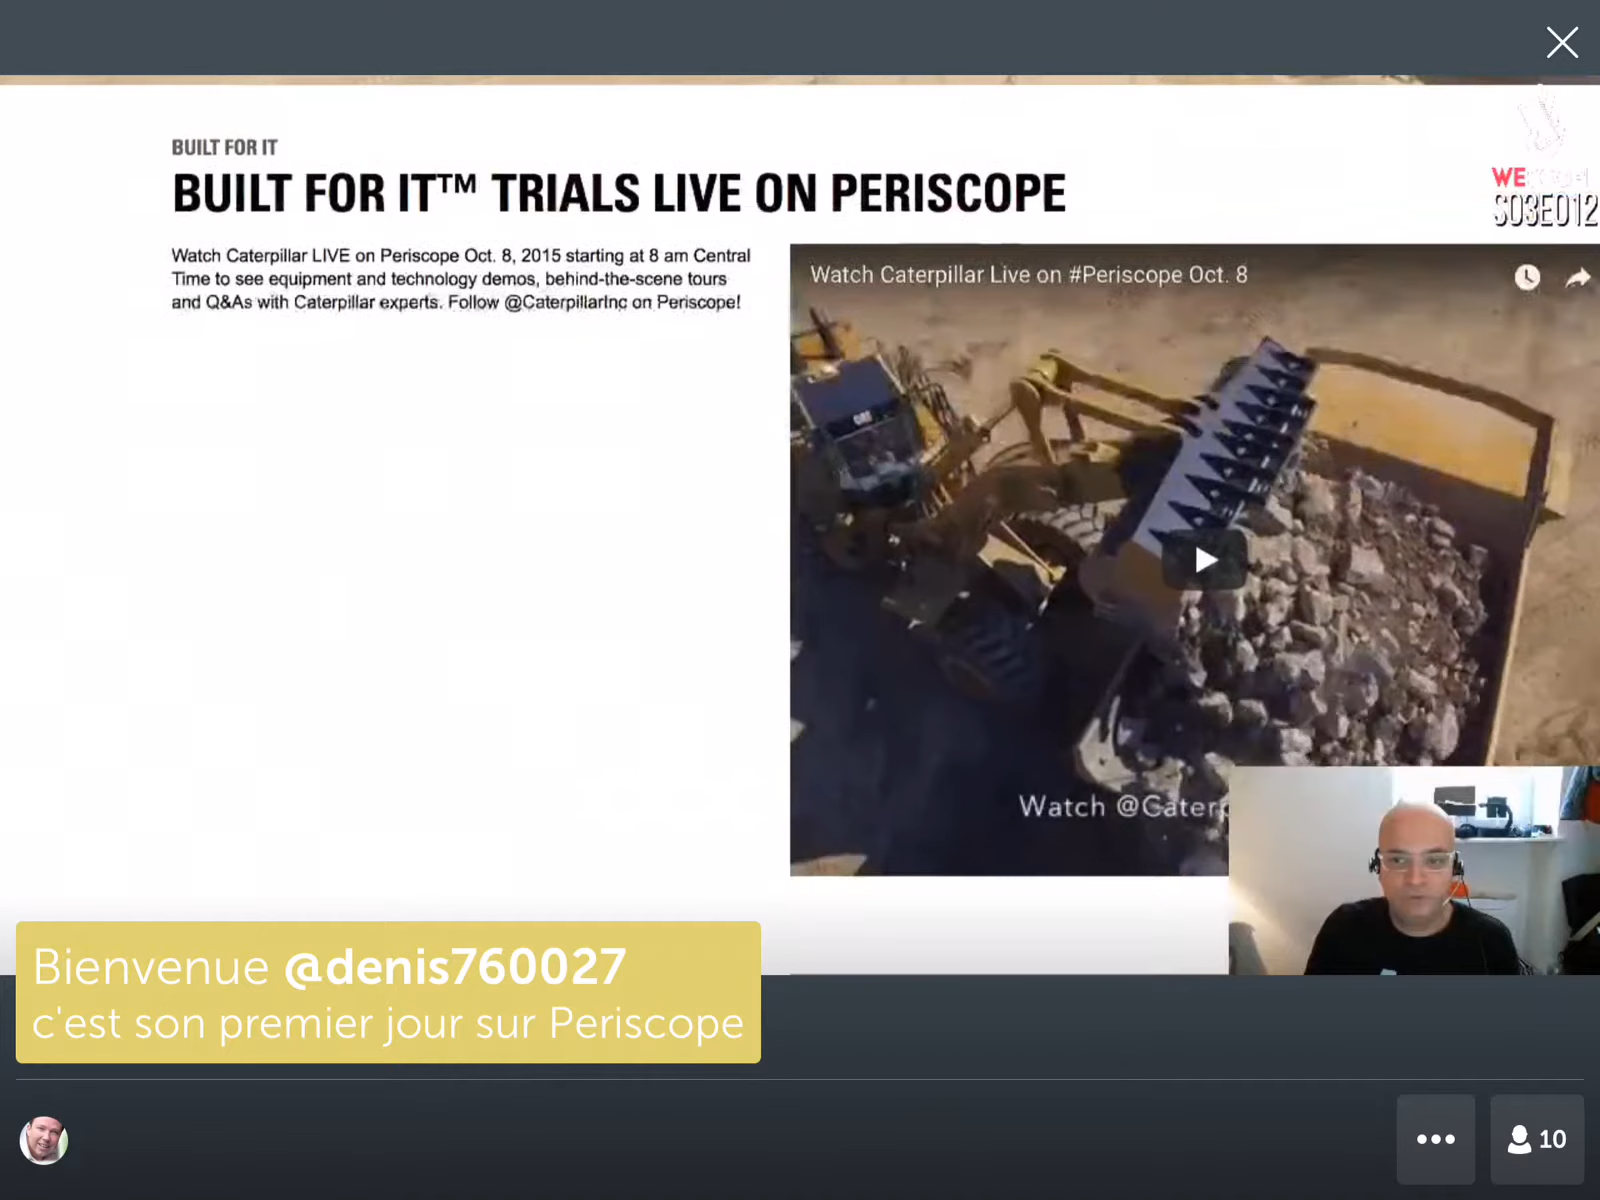 BUILT FOR IT
BUILT FOR IT™ TRIALS LIVE ON PERISCOPE
WE
S03E012
Watch Caterpillar LIVE on Periscope Oct. 8, 2015 starting at 8 am Central
Time to see equipment and technology demos, behind-the-scene tours
and Q&As with Caterpillar experts. Follow @CaterpillarInc on Periscope!
Watch Caterpillar Live on #Periscope Oct. 8
CAT
Watch @Caterp
Bienvenue @denis760027
c'est son premier jour sur Periscope
10